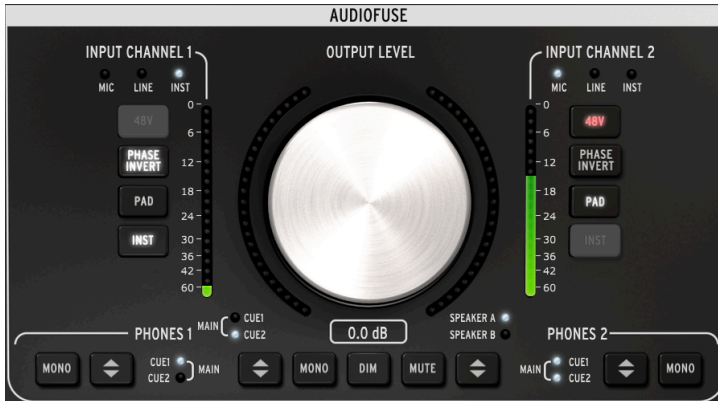 AUDIOFUSE
INPUT CHANNEL 1
OUTPUT LEVEL
INPUT CHANNEL 2
MIC LINE INST
MIC LINE INST
0
6
12
18
24
30
36
42
60
48V
PHASE
INVERT
PAD
INST
0
6
12
18
24
30
36
42
60
48V
PHASE
INVERT
PAD
INST
PHONES 1
MAIN
CUE1
CUE2
0.0 dB
SPEAKER A
SPEAKER B
PHONES 2
MONO
CUE1
CUE2
MAIN
MONO
DIM
MUTE
MAIN
CUE1
CUE2
MONO